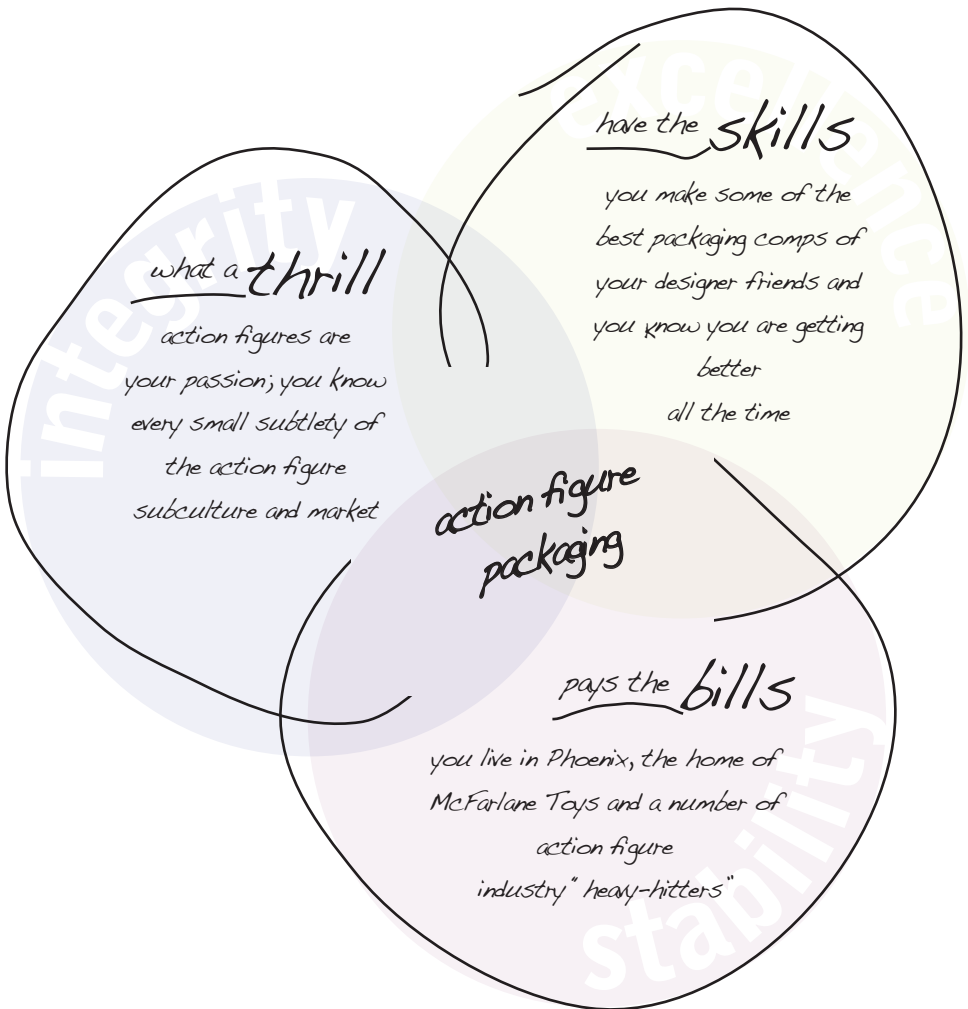 integrity
what a thrill
action figures are
your passion; you know
every small subtlety of
the action figure
subculture and market
excellence
have the skills
you make some of the
best packaging comps of
your designer friends and
you know you are getting
better
all the time
action figure
packaging
pays the bills
you live in Phoenix, the home of
McFarlane Toys and a number of
action figure
industry " heavy-hitters"
stability